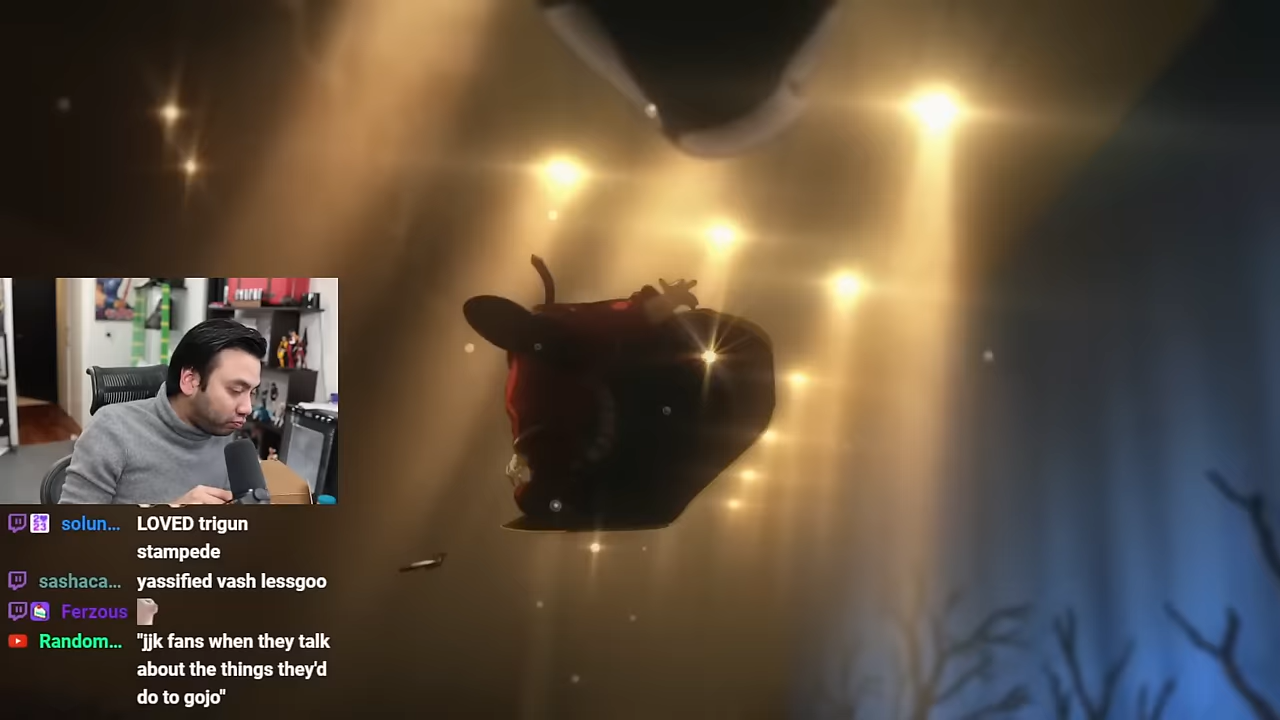 solun... LOVED trigun
stampede
sashaca... yassified vash lessgoo
Ferzous
Random... "jjk fans when they talk
about the things they'd
do to gojo"